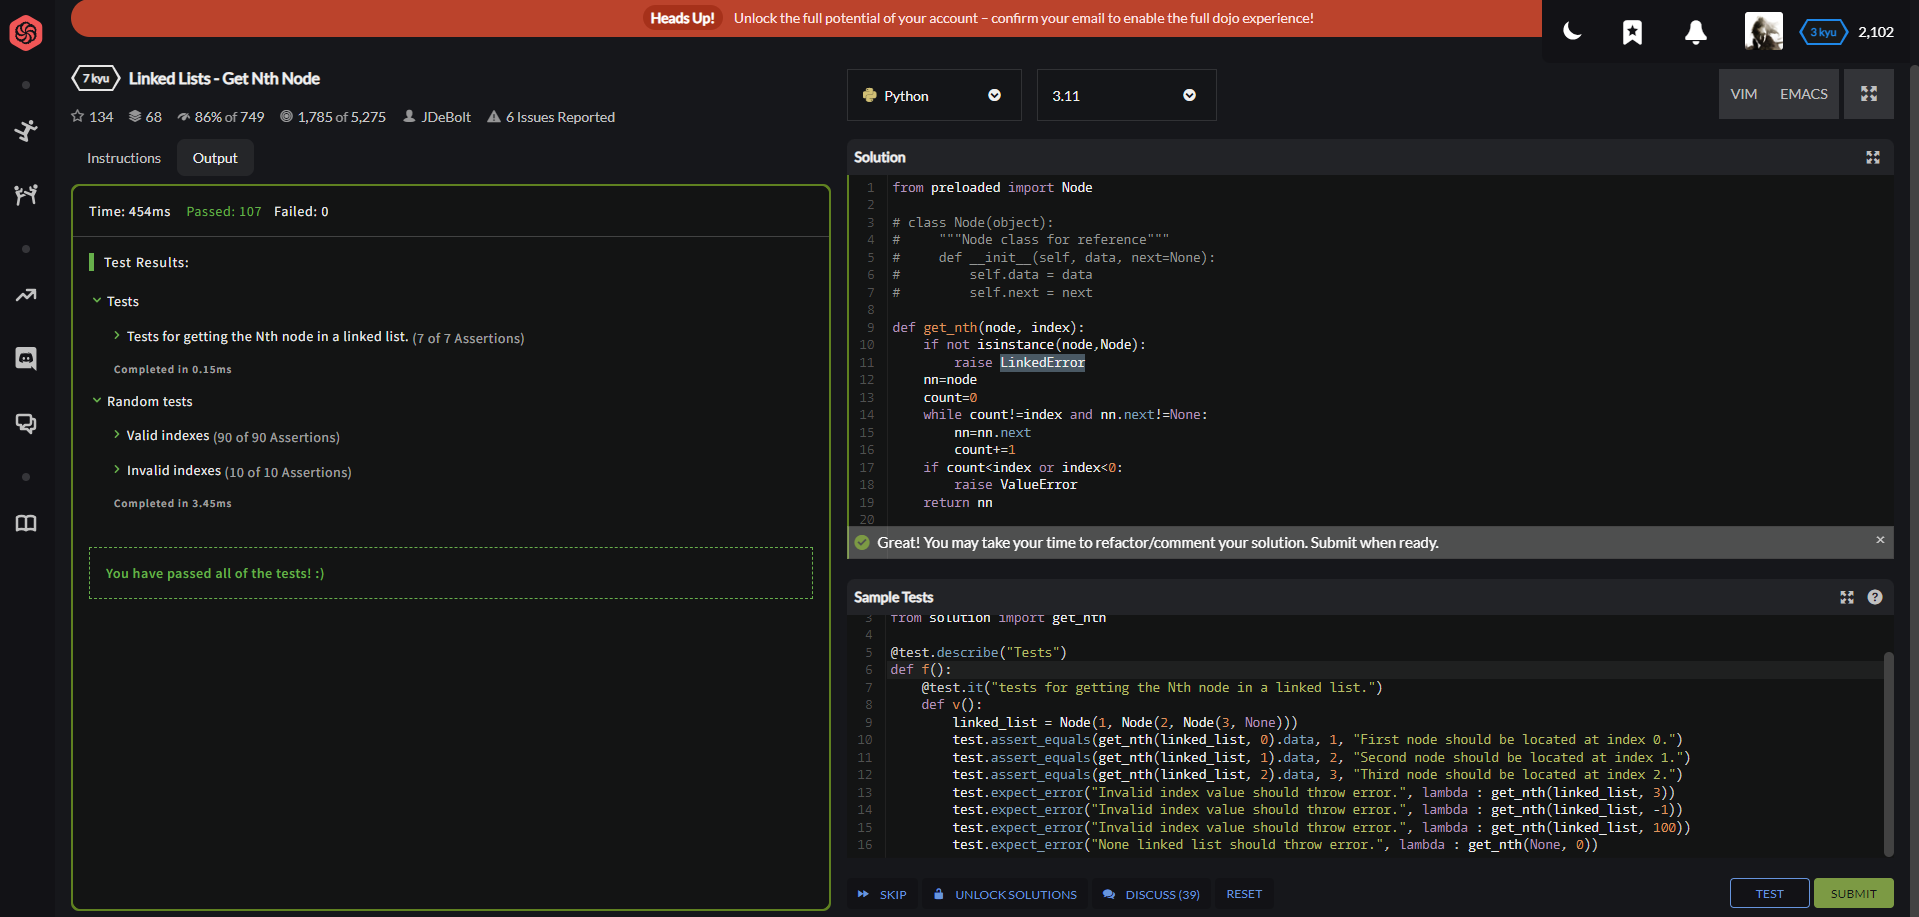 Heads Up! Unlock the full potential of your account – confirm your email to enable the full dojo experience!
3 kyu 2,102
7 kyu Linked Lists - Get Nth Node
134 68 86% of 749 1,785 of 5,275 JDeBolt 6 Issues Reported
Instructions Output
Time: 454ms Passed: 107 Failed: 0
Test Results:
Tests
Tests for getting the Nth node in a linked list. (7 of 7 Assertions)
Completed in 0.15ms
Random tests
Valid indexes (90 of 90 Assertions)
Invalid indexes (10 of 10 Assertions)
Completed in 3.45ms
You have passed all of the tests! :)
Python 3.11 VIM EMACS
Solution
1 from preloaded import Node
2
3 # class Node(object):
4 #     """Node class for reference"""
5 #     def __init__(self, data, next=None):
6 #         self.data = data
7 #         self.next = next
8
9 def get_nth(node, index):
10     if not isinstance(node,Node):
11         raise LinkedError
12     nn=node
13     count=0
14     while count!=index and nn.next!=None:
15         nn=nn.next
16         count+=1
17     if count<index or index<0:
18         raise ValueError
19     return nn
20
Great! You may take your time to refactor/comment your solution. Submit when ready.
Sample Tests
3 from solution import get_nth
4
5 @test.describe("Tests")
6 def f():
7     @test.it("tests for getting the Nth node in a linked list.")
8     def v():
9         linked_list = Node(1, Node(2, Node(3, None)))
10         test.assert_equals(get_nth(linked_list, 0).data, 1, "First node should be located at index 0.")
11         test.assert_equals(get_nth(linked_list, 1).data, 2, "Second node should be located at index 1.")
12         test.assert_equals(get_nth(linked_list, 2).data, 3, "Third node should be located at index 2.")
13         test.expect_error("Invalid index value should throw error.", lambda : get_nth(linked_list, 3))
14         test.expect_error("Invalid index value should throw error.", lambda : get_nth(linked_list, -1))
15         test.expect_error("Invalid index value should throw error.", lambda : get_nth(linked_list, 100))
16         test.expect_error("None linked list should throw error.", lambda : get_nth(None, 0))
SKIP UNLOCK SOLUTIONS DISCUSS (39) RESET TEST SUBMIT